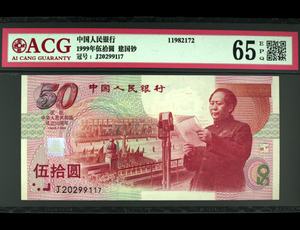 ACG
AI CANG GUARANTY
中国人民银行
11982172
1999年伍拾圆 建国钞
冠号：J20299117
65 EPG
50
中国人民银行
伍拾圆
J20299117